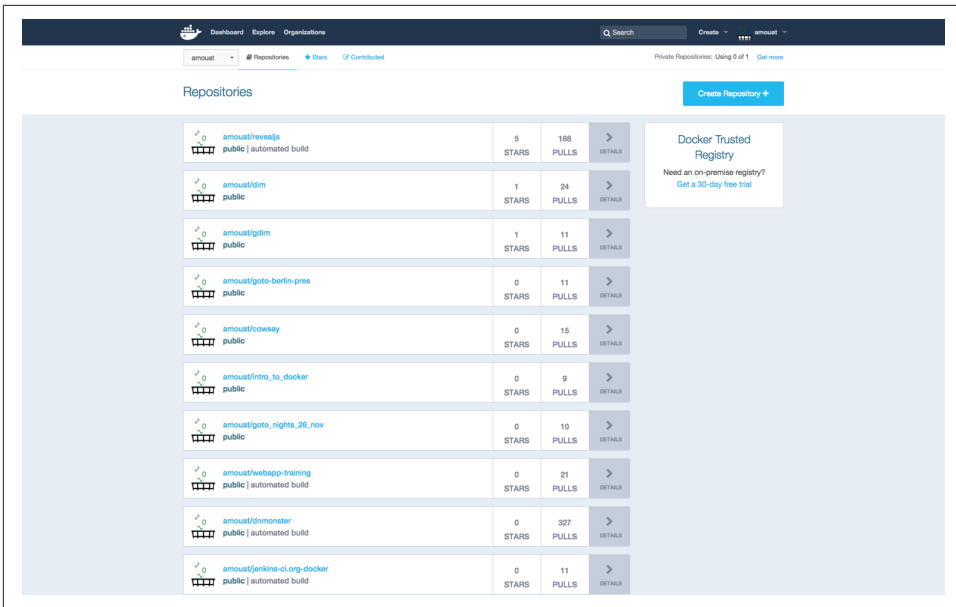 Dashboard Explore Organizations Search Create amouat
amouat Repositories Stars Contributed Private Repositories: Using 0 of 1 Get more
Repositories
Create Repository +
amouat/revealjs
public | automated build
5 STARS
188 PULLS
DETAILS
amouat/dim
public
1 STARS
24 PULLS
DETAILS
amouat/gdim
public
1 STARS
11 PULLS
DETAILS
amouat/goto-berlin-pres
public
0 STARS
11 PULLS
DETAILS
amouat/cowsay
public
0 STARS
15 PULLS
DETAILS
amouat/intro_to_docker
public
0 STARS
9 PULLS
DETAILS
amouat/goto_nights_26_nov
public
0 STARS
10 PULLS
DETAILS
amouat/webapp-training
public | automated build
0 STARS
21 PULLS
DETAILS
amouat/dnmonster
public | automated build
0 STARS
327 PULLS
DETAILS
amouat/jenkins-ci.org-docker
public | automated build
0 STARS
11 PULLS
DETAILS
Docker Trusted
Registry
Need an on-premise registry?
Get a 30-day free trial